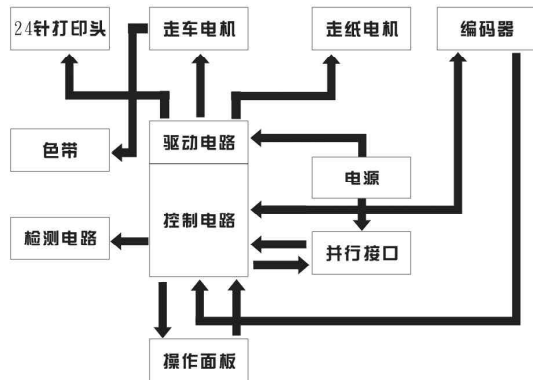 24针打印头
走车电机
走纸电机
编码器
驱动电路
色带
电源
控制电路
检测电路
并行接口
操作面板